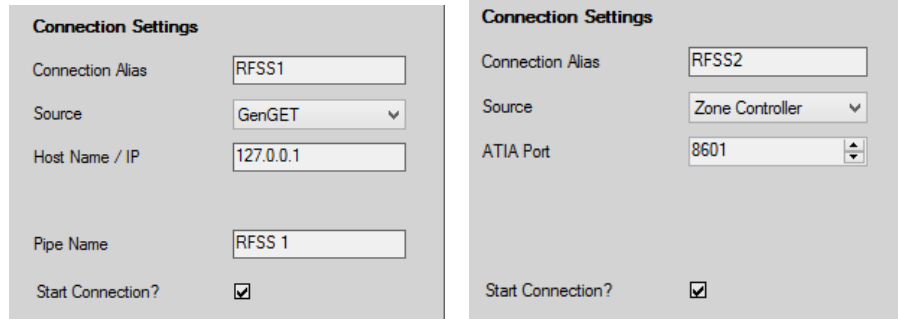 Connection Settings
Connection Alias RFSS1
Source GenGET
Host Name / IP 127.0.0.1
Pipe Name RFSS 1
Start Connection?
Connection Settings
Connection Alias RFSS2
Source Zone Controller
ATIA Port 8601
Start Connection?